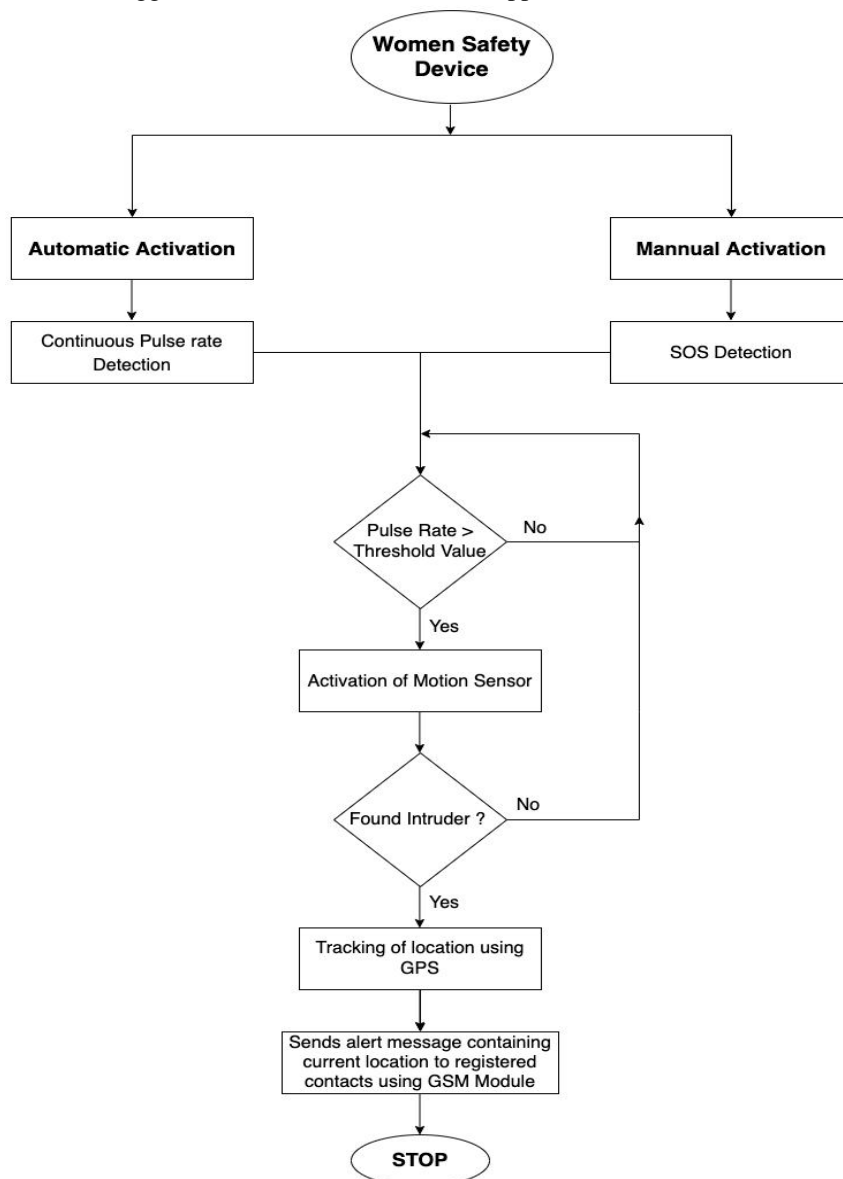 Women Safety
Device
Automatic Activation
Mannual Activation
Continuous Pulse rate
Detection
SOS Detection
Pulse Rate >
Threshold Value
No
Yes
Activation of Motion Sensor
Found Intruder ?
No
Yes
Tracking of location using
GPS
Sends alert message containing
current location to registered
contacts using GSM Module
STOP